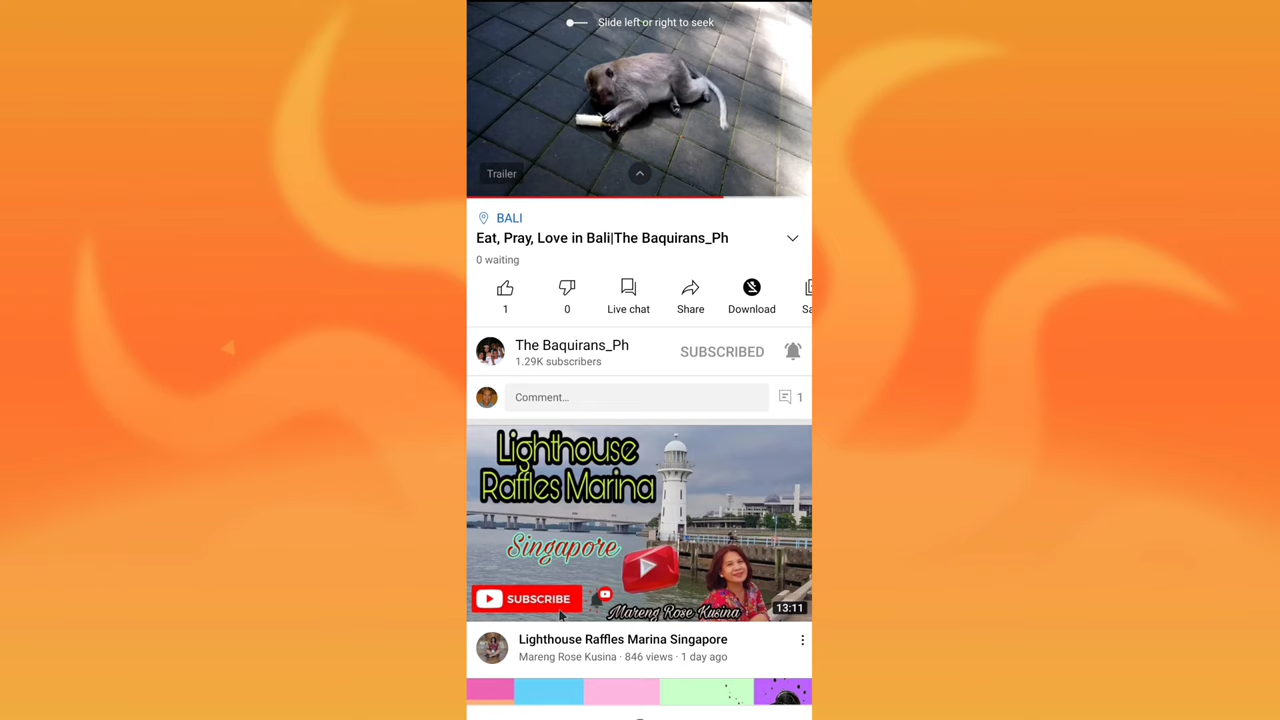 Slide left or right to seek
Trailer
BALI
Eat, Pray, Love in Bali|The Baquirans_Ph
0 waiting
1
0
Live chat
Share
Download
Sa
The Baquirans_Ph
1.29K subscribers
SUBSCRIBED
Comment...
1
Lighthouse
Raffles Marina
Singapore
SUBSCRIBE
Mareng Rose Kusina
13:11
Lighthouse Raffles Marina Singapore
Mareng Rose Kusina · 846 views · 1 day ago